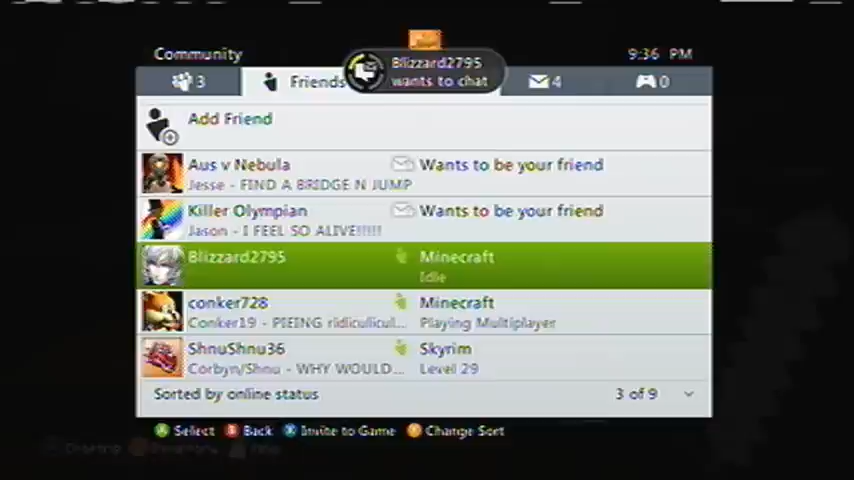 Community
9:36 PM
Blizzard2795
wants to chat
3
Friends
4
0
Add Friend
Aus v Nebula
Wants to be your friend
Jesse - FIND A BRIDGE N JUMP
Killer Olympian
Wants to be your friend
Jason - I FEEL SO ALIVE!!!!!
Blizzard2795
Minecraft
Idle
conker728
Minecraft
Conker19 - PIEING ridiculicul...
Playing Multiplayer
ShnuShnu36
Skyrim
Corbyn/Shnu - WHY WOULD...
Level 29
Sorted by online status
3 of 9
A Select B Back X Invite to Game Y Change Sort